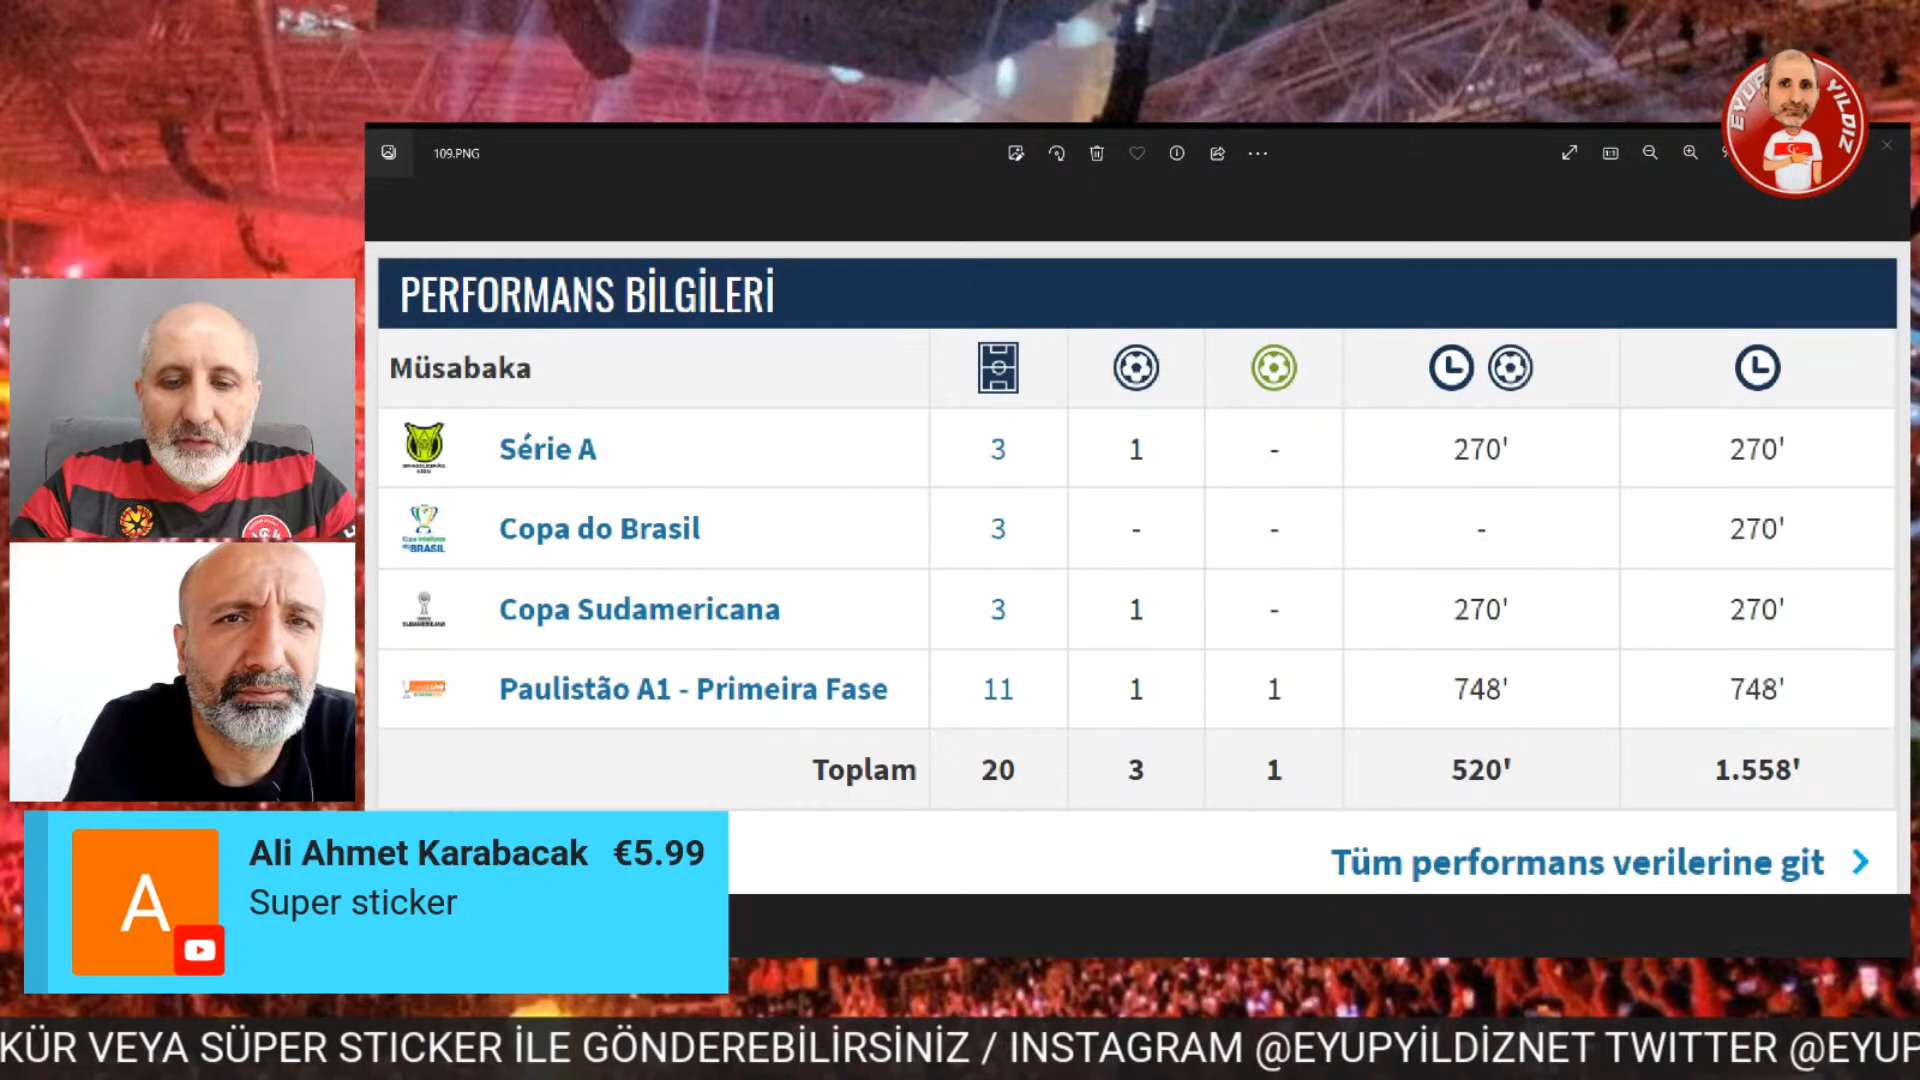 EYUP YILDIZ
109.PNG
PERFORMANS BİLGİLERİ
Müsabaka
Série A 3 1 - 270' 270'
Copa do Brasil 3 - - - 270'
Copa Sudamericana 3 1 - 270' 270'
Paulistão A1 - Primeira Fase 11 1 1 748' 748'
Toplam 20 3 1 520' 1.558'
Tüm performans verilerine git
A
Ali Ahmet Karabacak €5.99
Super sticker
KÜR VEYA SÜPER STICKER İLE GÖNDEREBİLİRSİNİZ / INSTAGRAM @EYUPYİLDİZNET TWITTER @EYUP